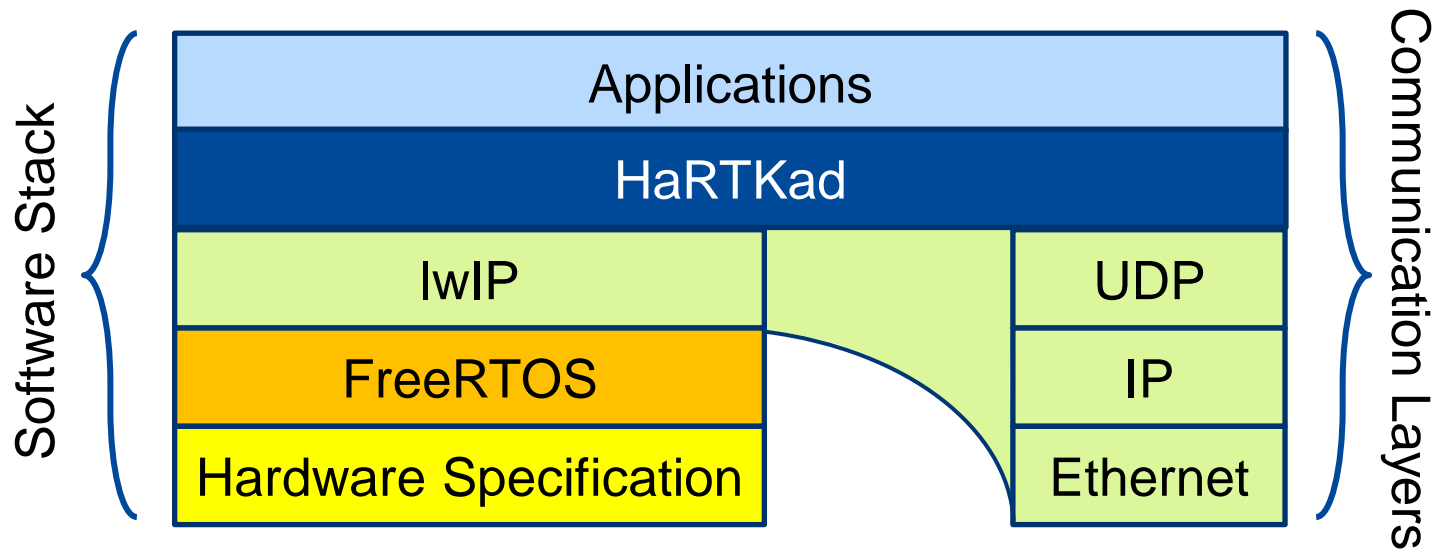 Software Stack
Applications
HaRTKad
lwIP
UDP
FreeRTOS
IP
Hardware Specification
Ethernet
Communication Layers